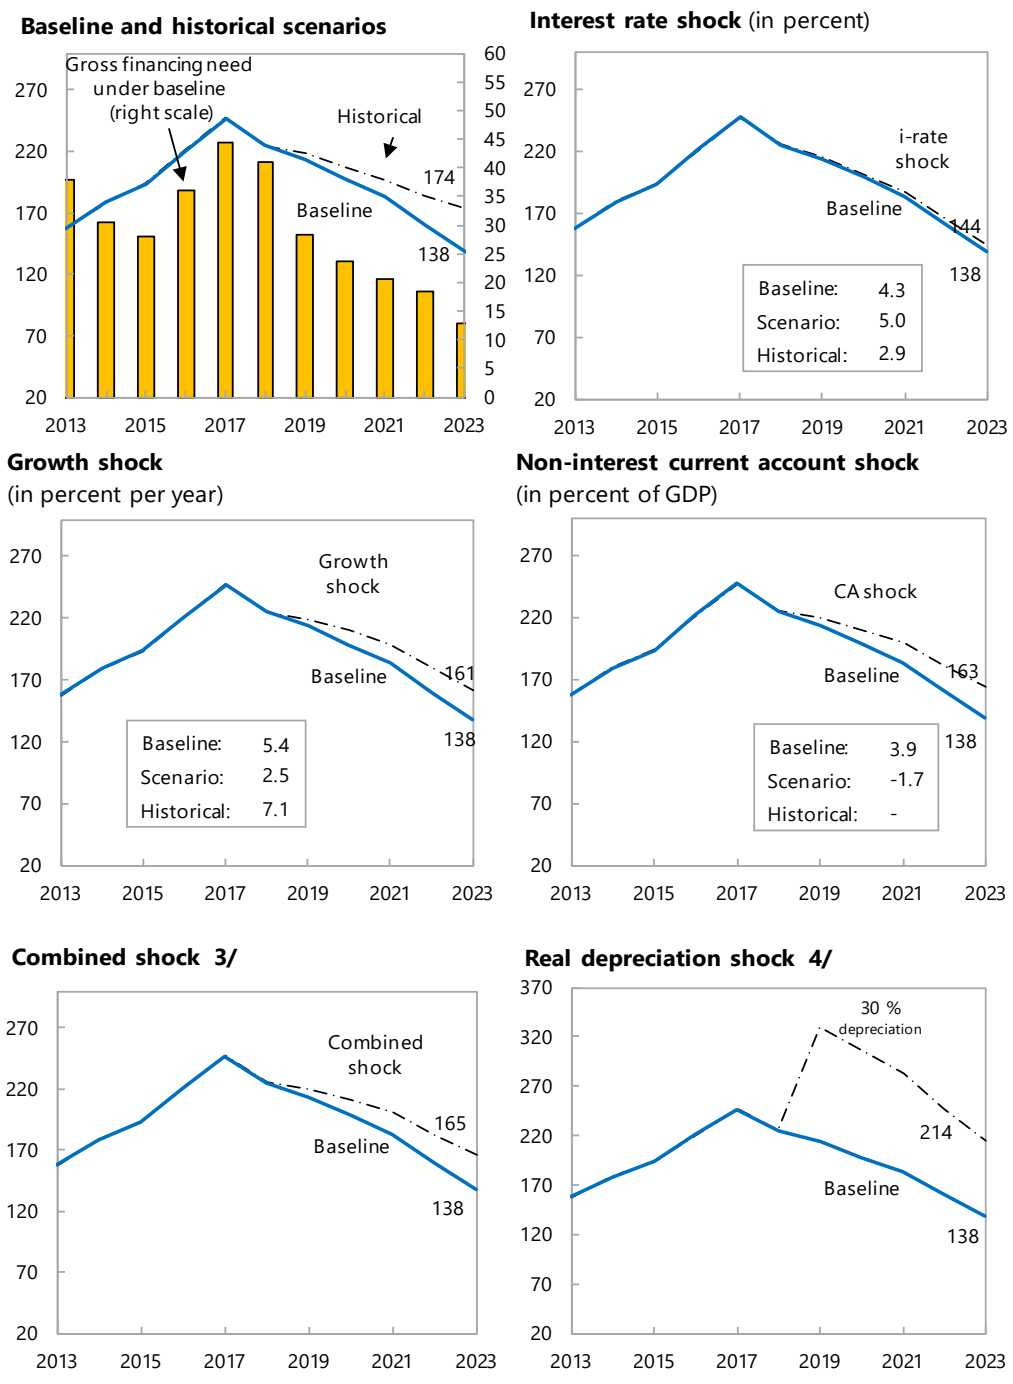 Baseline and historical scenarios
Gross financing need
under baseline
(right scale)
Historical
174
Baseline
138
270
220
170
120
70
20
60
55
50
45
40
35
30
25
20
15
10
5
0
2013 2015 2017 2019 2021 2023
Interest rate shock (in percent)
i-rate
shock
Baseline
144
138
Baseline: 4.3
Scenario: 5.0
Historical: 2.9
270
220
170
120
70
20
2013 2015 2017 2019 2021 2023
Growth shock
(in percent per year)
Growth
shock
Baseline
161
138
Baseline: 5.4
Scenario: 2.5
Historical: 7.1
270
220
170
120
70
20
2013 2015 2017 2019 2021 2023
Non-interest current account shock
(in percent of GDP)
CA shock
Baseline
163
138
Baseline: 3.9
Scenario: -1.7
Historical: -
270
220
170
120
70
20
2013 2015 2017 2019 2021 2023
Combined shock 3/
Combined
shock
165
Baseline
138
270
220
170
120
70
20
2013 2015 2017 2019 2021 2023
Real depreciation shock 4/
30 %
depreciation
214
Baseline
138
370
320
270
220
170
120
70
20
2013 2015 2017 2019 2021 2023